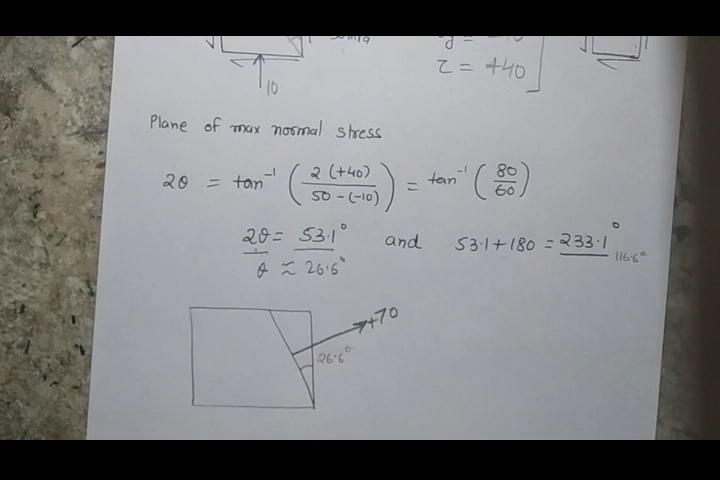 τ = +40
10
Plane of max normal stress
2θ = tan⁻¹ ( 2 (+40) / 50 - (-10) ) = tan⁻¹ ( 80 / 60 )
2θ = 53.1° and 53.1 + 180 = 233.1°
θ ≈ 26.6° 116.6°
+70
26.6°